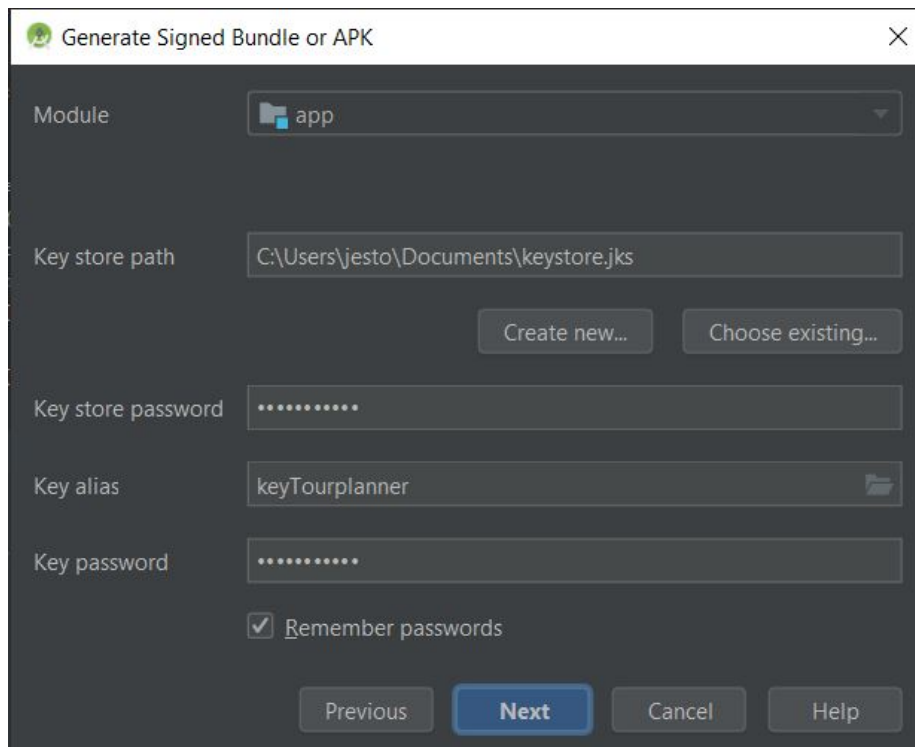 Generate Signed Bundle or APK
Module
app
Key store path
C:\Users\jesto\Documents\keystore.jks
Create new...
Choose existing...
Key store password
•••••••••••
Key alias
keyTourplanner
Key password
•••••••••••
Remember passwords
Previous
Next
Cancel
Help